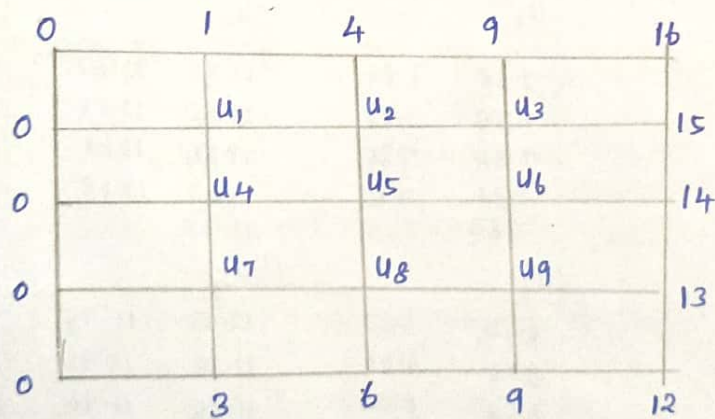 0 1 4 9 16
0 u₁ u₂ u₃ 15
0 u₄ u₅ u₆ 14
0 u₇ u₈ u₉ 13
0 3 6 9 12